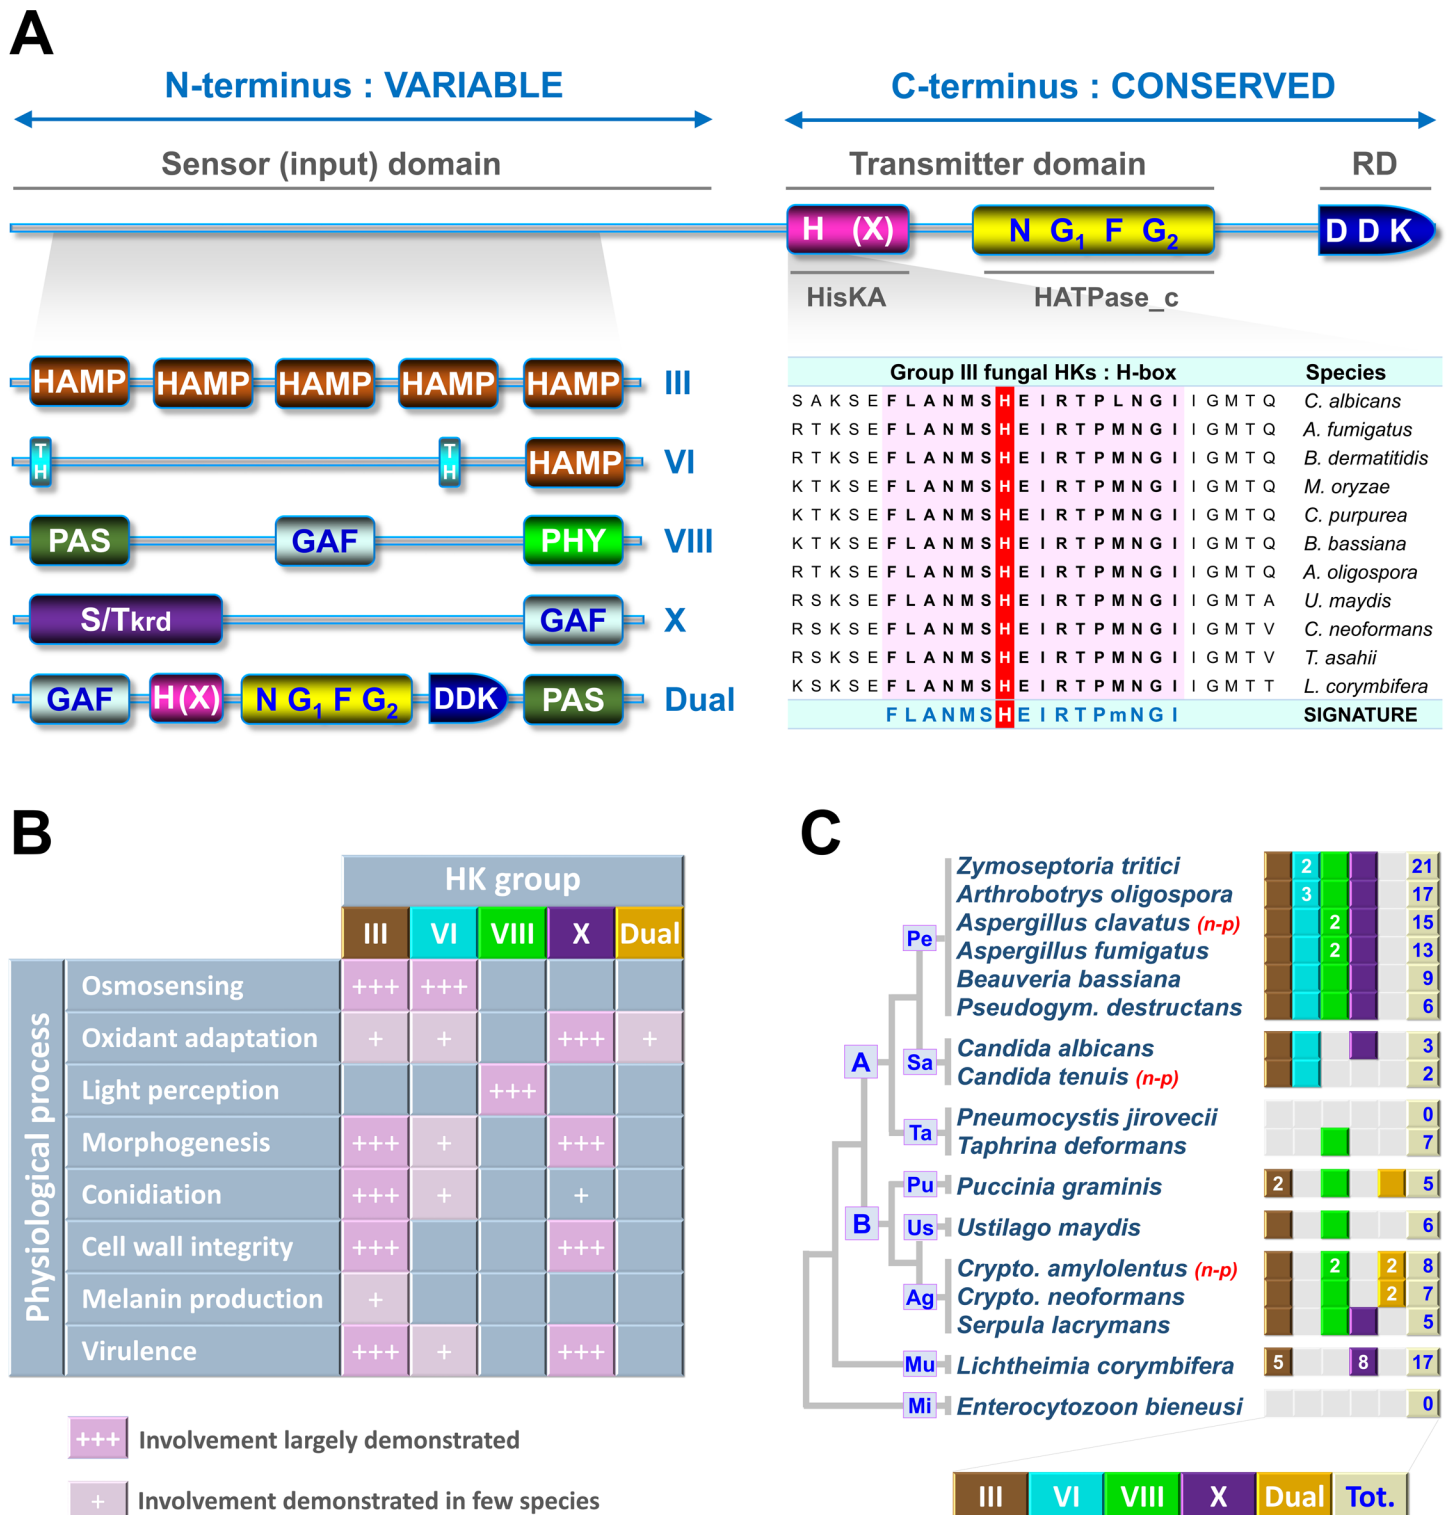 A
N-terminus : VARIABLE
C-terminus : CONSERVED
Sensor (input) domain
Transmitter domain
RD
H (X)
N G1 F G2
D D K
HisKA
HATPase_c
HAMP HAMP HAMP HAMP HAMP III
TH TH HAMP VI
PAS GAF PHY VIII
S/Tkrd GAF X
GAF H(X) N G1 F G2 DDK PAS Dual
Group III fungal HKs : H-box Species
S A K S E F L A N M S H E I R T P L N G I I G M T Q C. albicans
R T K S E F L A N M S H E I R T P M N G I I G M T Q A. fumigatus
R T K S E F L A N M S H E I R T P M N G I I G M T Q B. dermatitidis
K T K S E F L A N M S H E I R T P M N G I I G M T Q M. oryzae
K T K S E F L A N M S H E I R T P M N G I I G M T Q C. purpurea
K T K S E F L A N M S H E I R T P M N G I I G M T Q B. bassiana
R T K S E F L A N M S H E I R T P M N G I I G M T Q A. oligospora
R S K S E F L A N M S H E I R T P M N G I I G M T A U. maydis
R S K S E F L A N M S H E I R T P M N G I I G M T V C. neoformans
R S K S E F L A N M S H E I R T P M N G I I G M T V T. asahii
K S K S E F L A N M S H E I R T P M N G I I G M T T L. corymbifera
F L A N M S H E I R T P m N G I SIGNATURE
B
HK group
III VI VIII X Dual
Physiological process
Osmosensing +++ +++
Oxidant adaptation + + +++ +
Light perception +++
Morphogenesis +++ + +++
Conidiation +++ + +
Cell wall integrity +++ +++
Melanin production +
Virulence +++ + +++
+++ Involvement largely demonstrated
+ Involvement demonstrated in few species
C
A
B
Pe
Sa
Ta
Pu
Us
Ag
Mu
Mi
Zymoseptoria tritici 2 21
Arthrobotrys oligospora 3 17
Aspergillus clavatus (n-p) 2 15
Aspergillus fumigatus 2 13
Beauveria bassiana 9
Pseudogym. destructans 6
Candida albicans 3
Candida tenuis (n-p) 2
Pneumocystis jirovecii 0
Taphrina deformans 7
Puccinia graminis 2 5
Ustilago maydis 6
Crypto. amylolentus (n-p) 2 2 8
Crypto. neoformans 2 7
Serpula lacrymans 5
Lichtheimia corymbifera 5 8 17
Enterocytozoon bieneusi 0
III VI VIII X Dual Tot.